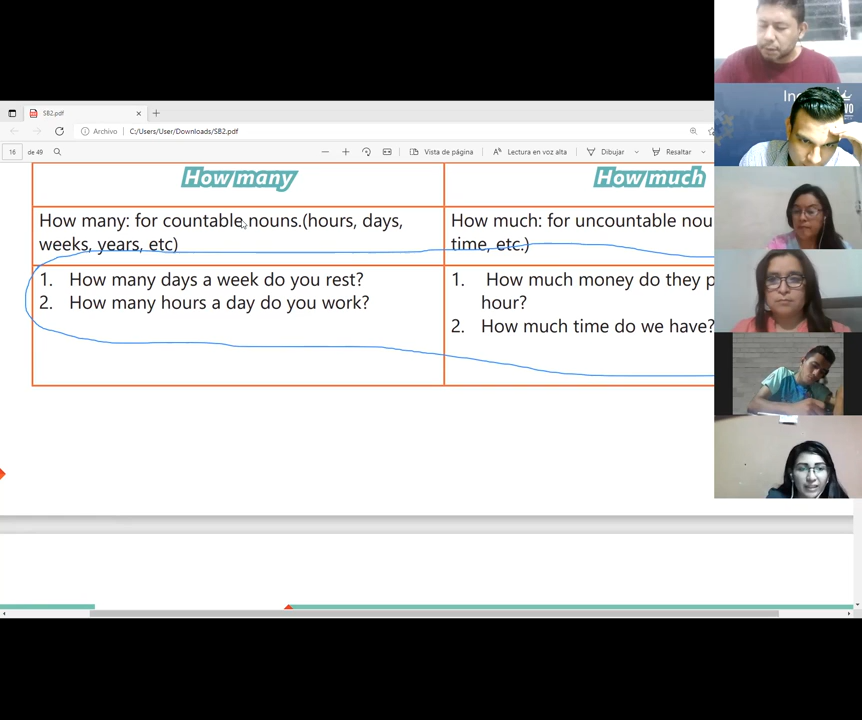 SB2.pdf
Archivo
C:/Users/User/Downloads/SB2.pdf
16
de 49
Vista de página
Lectura en voz alta
Dibujar
Resaltar
How many
How much
How many: for countable nouns.(hours, days,
weeks, years, etc)
How much: for uncountable nou
time, etc.)
1. How many days a week do you rest?
2. How many hours a day do you work?
1. How much money do they p
hour?
2. How much time do we have?